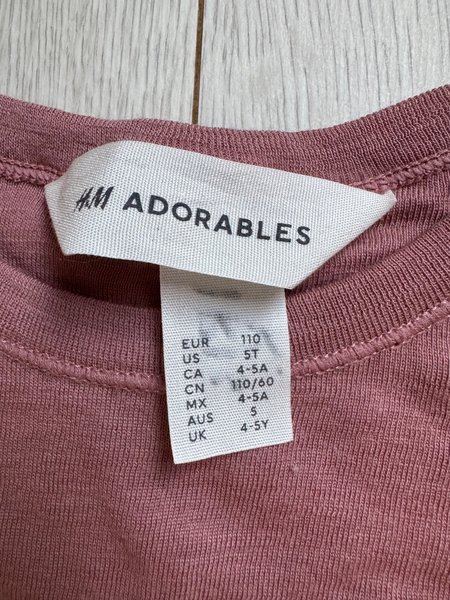 H&M ADORABLES
EUR 110
US 5T
CA 4-5A
CN 110/60
MX 4-5A
AUS 5
UK 4-5Y